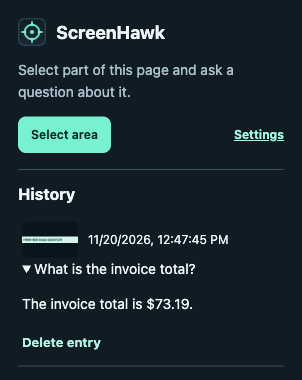 ScreenHawk
Select part of this page and ask a
question about it.
Select area
Settings
History
11/20/2026, 12:47:45 PM
▼ What is the invoice total?
The invoice total is $73.19.
Delete entry